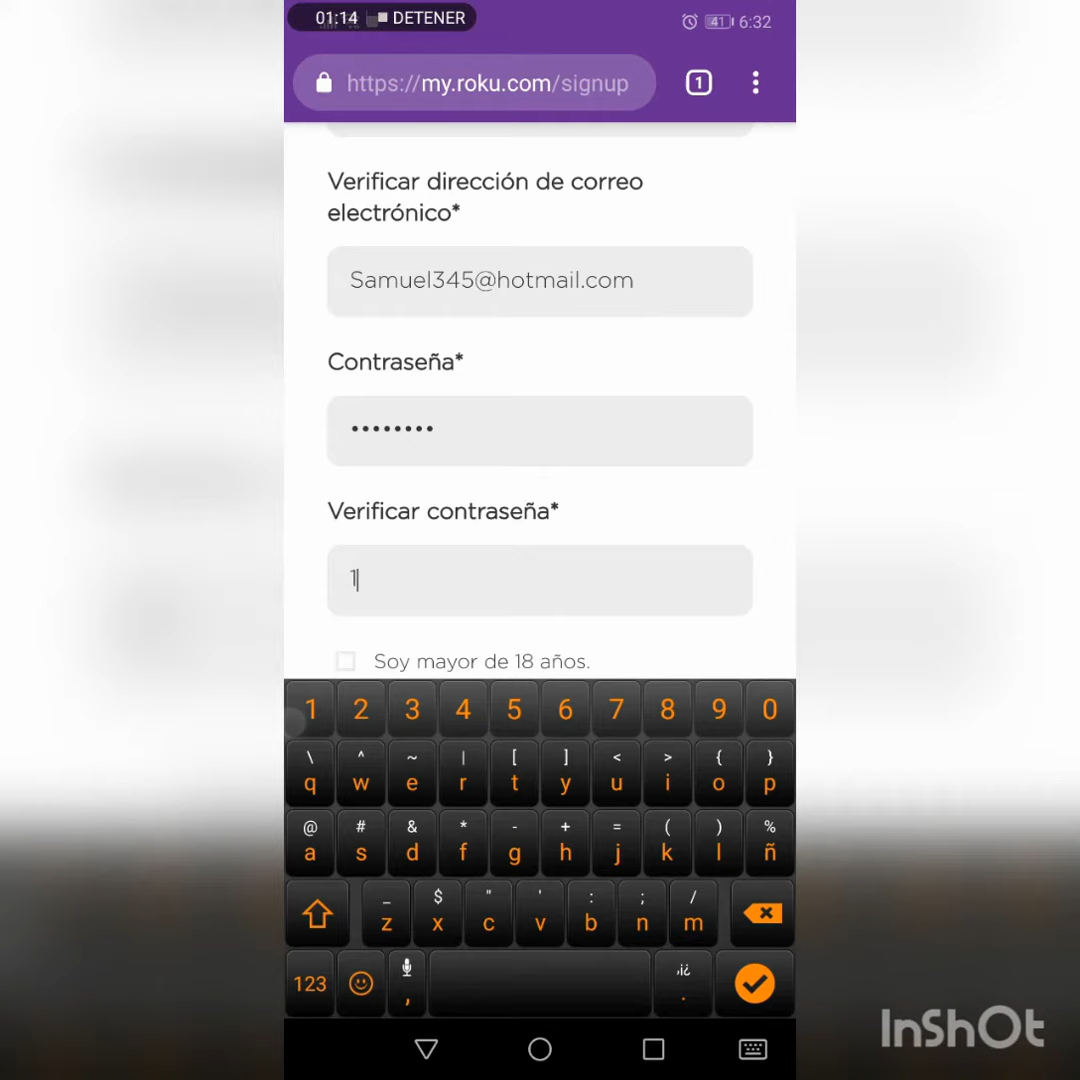 01:14 DETENER 41 6:32
https://my.roku.com/signup 1
Verificar dirección de correo
electrónico*
Samuel345@hotmail.com
Contraseña*
••••••••
Verificar contraseña*
1
Soy mayor de 18 años.
1 2 3 4 5 6 7 8 9 0
\ ^ ~ | [ ] < > { }
q w e r t y u i o p
@ # & * - + = ( ) %
a s d f g h j k l ñ
_ $ " ' : ; /
z x c v b n m
123 , ,¡¿ .
InShOt